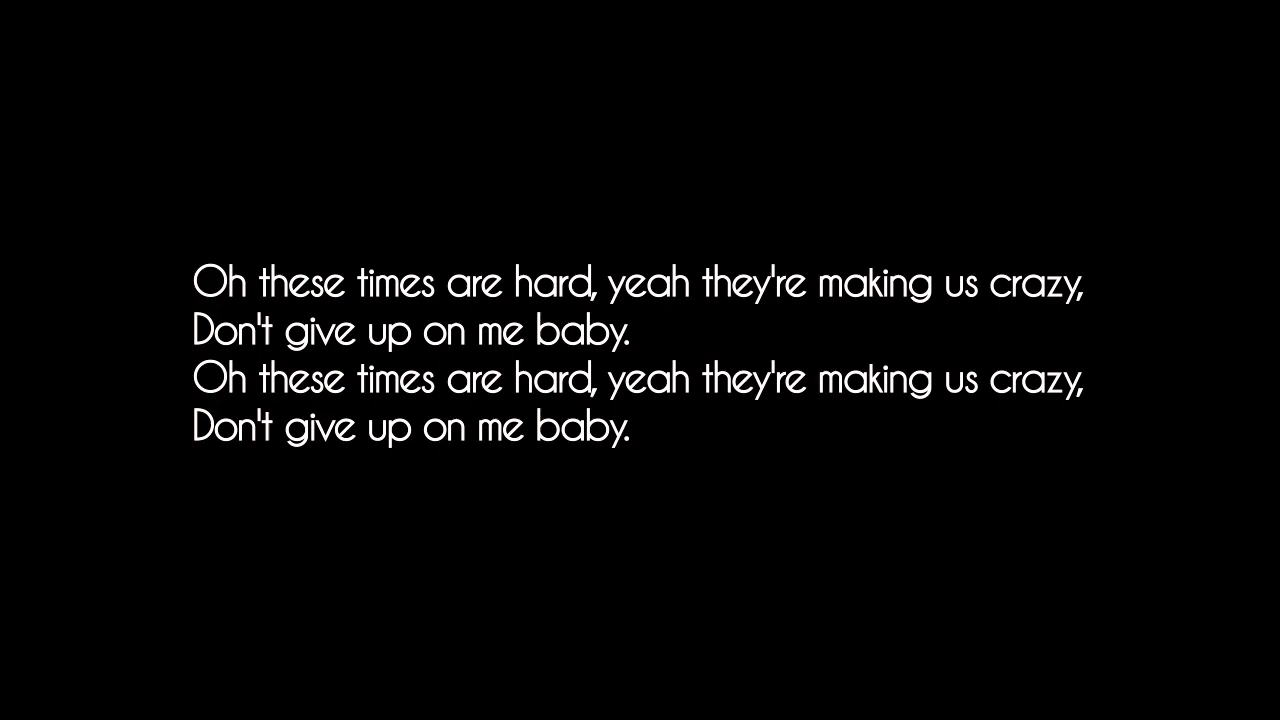 Oh these times are hard, yeah they're making us crazy,
Don't give up on me baby.
Oh these times are hard, yeah they're making us crazy,
Don't give up on me baby.